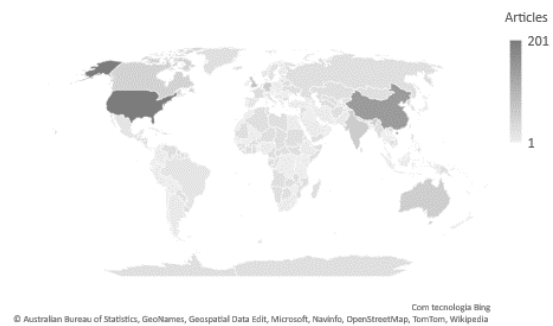 Articles
201
1
Com tecnologia Bing
© Australian Bureau of Statistics, GeoNames, Geospatial Data Edit, Microsoft, Navinfo, OpenStreetMap, TomTom, Wikipedia